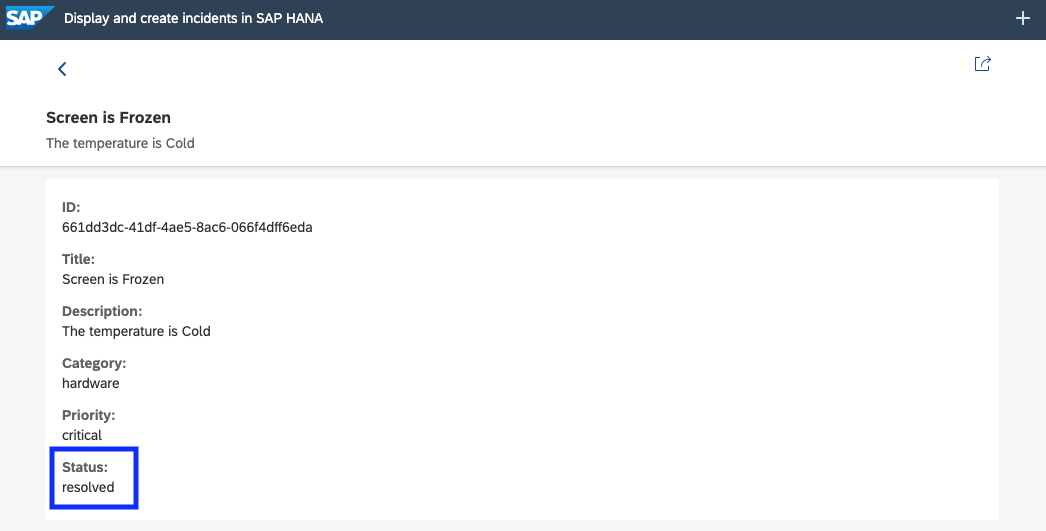 SAP Display and create incidents in SAP HANA
Screen is Frozen
The temperature is Cold
ID:
661dd3dc-41df-4ae5-8ac6-066f4dff6eda
Title:
Screen is Frozen
Description:
The temperature is Cold
Category:
hardware
Priority:
critical
Status:
resolved